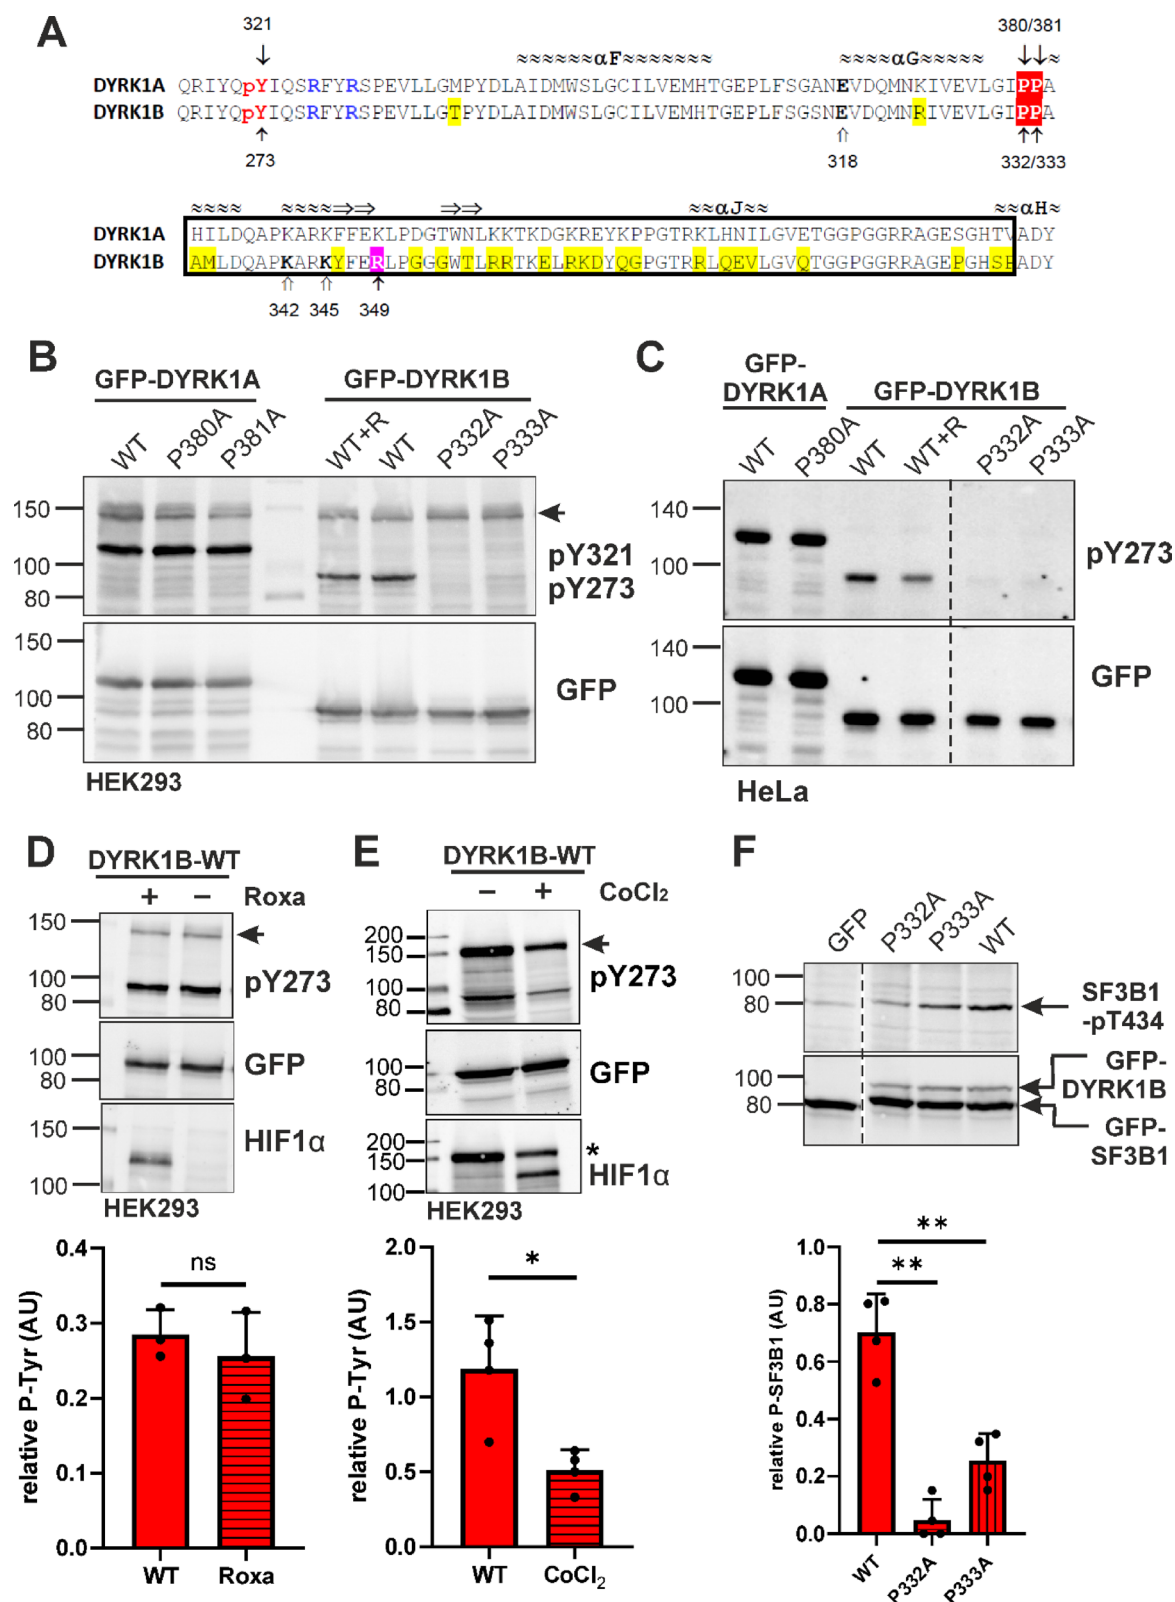 A
321
380/381
≈≈≈≈≈≈αF≈≈≈≈≈≈≈
≈≈≈≈αG≈≈≈≈≈
≈
DYRK1A QRIYQpYIQSRFYRSPEVLLGMPYDLAIDMWSLGCILVEMHTGEPLFSGANEVDQMNKIVEVLGIPPA
DYRK1B QRIYQpYIQSRFYRSPEVLLGTPYDLAIDMWSLGCILVEMHTGEPLFSGSNEVDQMNRIVEVLGIPPA
273
318
332/333
≈≈≈≈ ≈≈≈≈⇒⇒ ⇒⇒ ≈≈αJ≈≈ ≈≈αH≈
DYRK1A HILDQAPKARKFFEKLPDGTWNLKKTKDGKREYKPPGTRKLHNILGVETGGPGGRRAGESGHTVADY
DYRK1B AMLDQAPKARKYFERLPGGGWTLRRTKELRKDYQGPGTRRLQEVLGVQTGGPGGRRAGEPGHSEADY
342 345 349
B
GFP-DYRK1A GFP-DYRK1B
WT P380A P381A WT+R WT P332A P333A
150
100
80
pY321
pY273
150
100
80
GFP
HEK293
C
GFP-
DYRK1A
GFP-DYRK1B
WT P380A WT WT+R P332A P333A
140
100
pY273
140
100
GFP
HeLa
D
DYRK1B-WT
+ − Roxa
150
100
80
pY273
100
80
GFP
150
100
HIF1α
HEK293
0.4
0.3
0.2
0.1
0.0
relative P-Tyr (AU)
ns
WT Roxa
E
DYRK1B-WT
− + CoCl₂
200
150
100
80
pY273
100
80
GFP
200
150
100
*
HIF1α
HEK293
2.0
1.5
1.0
0.5
0.0
relative P-Tyr (AU)
*
WT CoCl₂
F
GFP P332A P333A WT
100
80
SF3B1
-pT434
100
80
GFP-
DYRK1B
GFP-
SF3B1
1.0
0.8
0.6
0.4
0.2
0.0
relative P-SF3B1 (AU)
**
**
WT P332A P333A